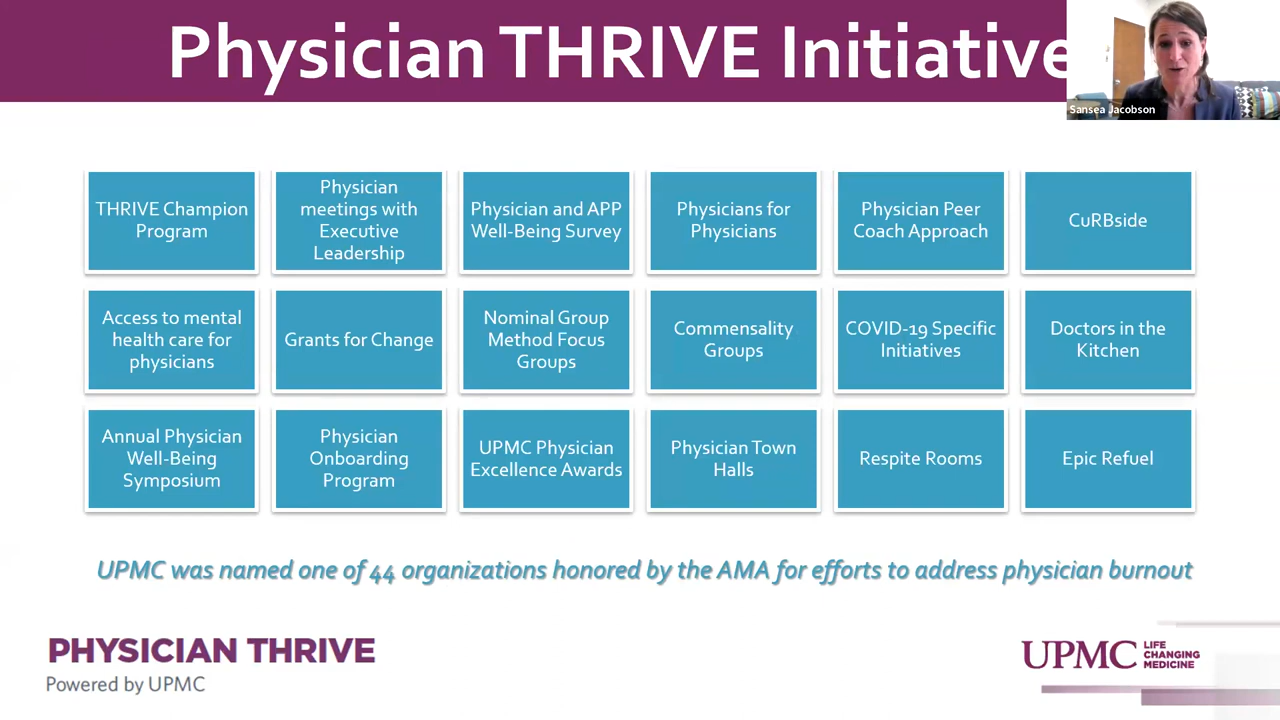 Physician THRIVE Initiative
Sansea Jacobson
THRIVE Champion
Program
Physician
meetings with
Executive
Leadership
Physician and APP
Well-Being Survey
Physicians for
Physicians
Physician Peer
Coach Approach
CuRBside
Access to mental
health care for
physicians
Grants for Change
Nominal Group
Method Focus
Groups
Commensality
Groups
COVID-19 Specific
Initiatives
Doctors in the
Kitchen
Annual Physician
Well-Being
Symposium
Physician
Onboarding
Program
UPMC Physician
Excellence Awards
Physician Town
Halls
Respite Rooms
Epic Refuel
UPMC was named one of 44 organizations honored by the AMA for efforts to address physician burnout
PHYSICIAN THRIVE
Powered by UPMC
UPMC
LIFE
CHANGING
MEDICINE